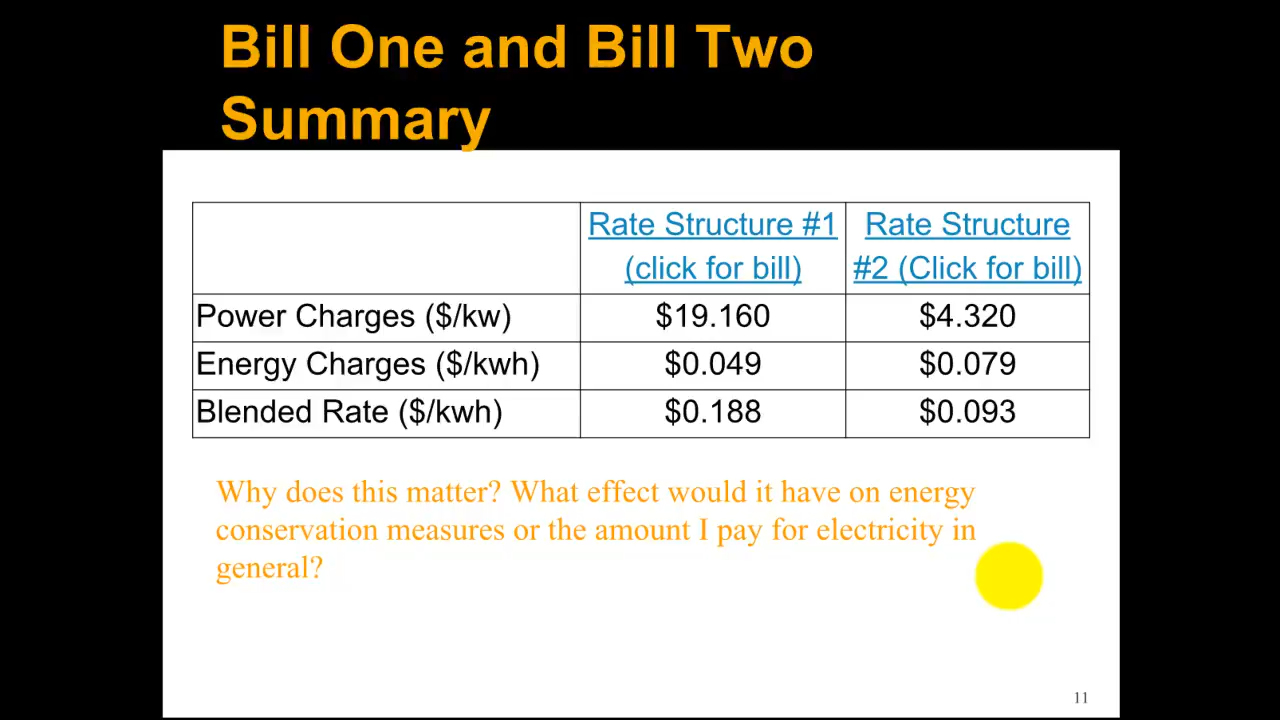 Bill One and Bill Two
Summary
Rate Structure #1 (click for bill)
Rate Structure #2 (Click for bill)
Power Charges ($/kw) $19.160 $4.320
Energy Charges ($/kwh) $0.049 $0.079
Blended Rate ($/kwh) $0.188 $0.093
Why does this matter? What effect would it have on energy
conservation measures or the amount I pay for electricity in
general?
11